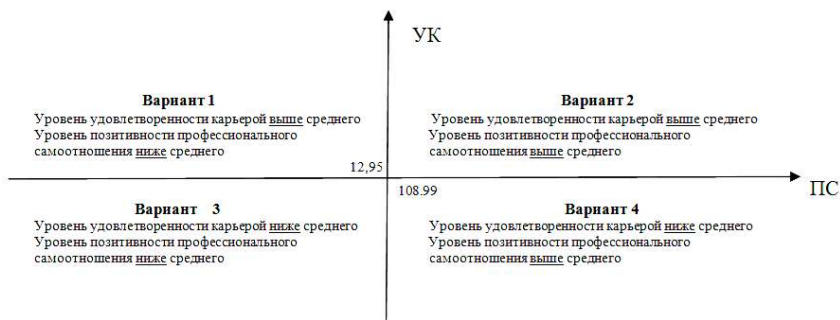 УК
Вариант 1
Уровень удовлетворенности карьерой выше среднего
Уровень позитивности профессионального
самоотношения ниже среднего
Вариант 2
Уровень удовлетворенности карьерой выше среднего
Уровень позитивности профессионального
самоотношения выше среднего
12,95
108.99
ПС
Вариант 3
Уровень удовлетворенности карьерой ниже среднего
Уровень позитивности профессионального
самоотношения ниже среднего
Вариант 4
Уровень удовлетворенности карьерой ниже среднего
Уровень позитивности профессионального
самоотношения выше среднего